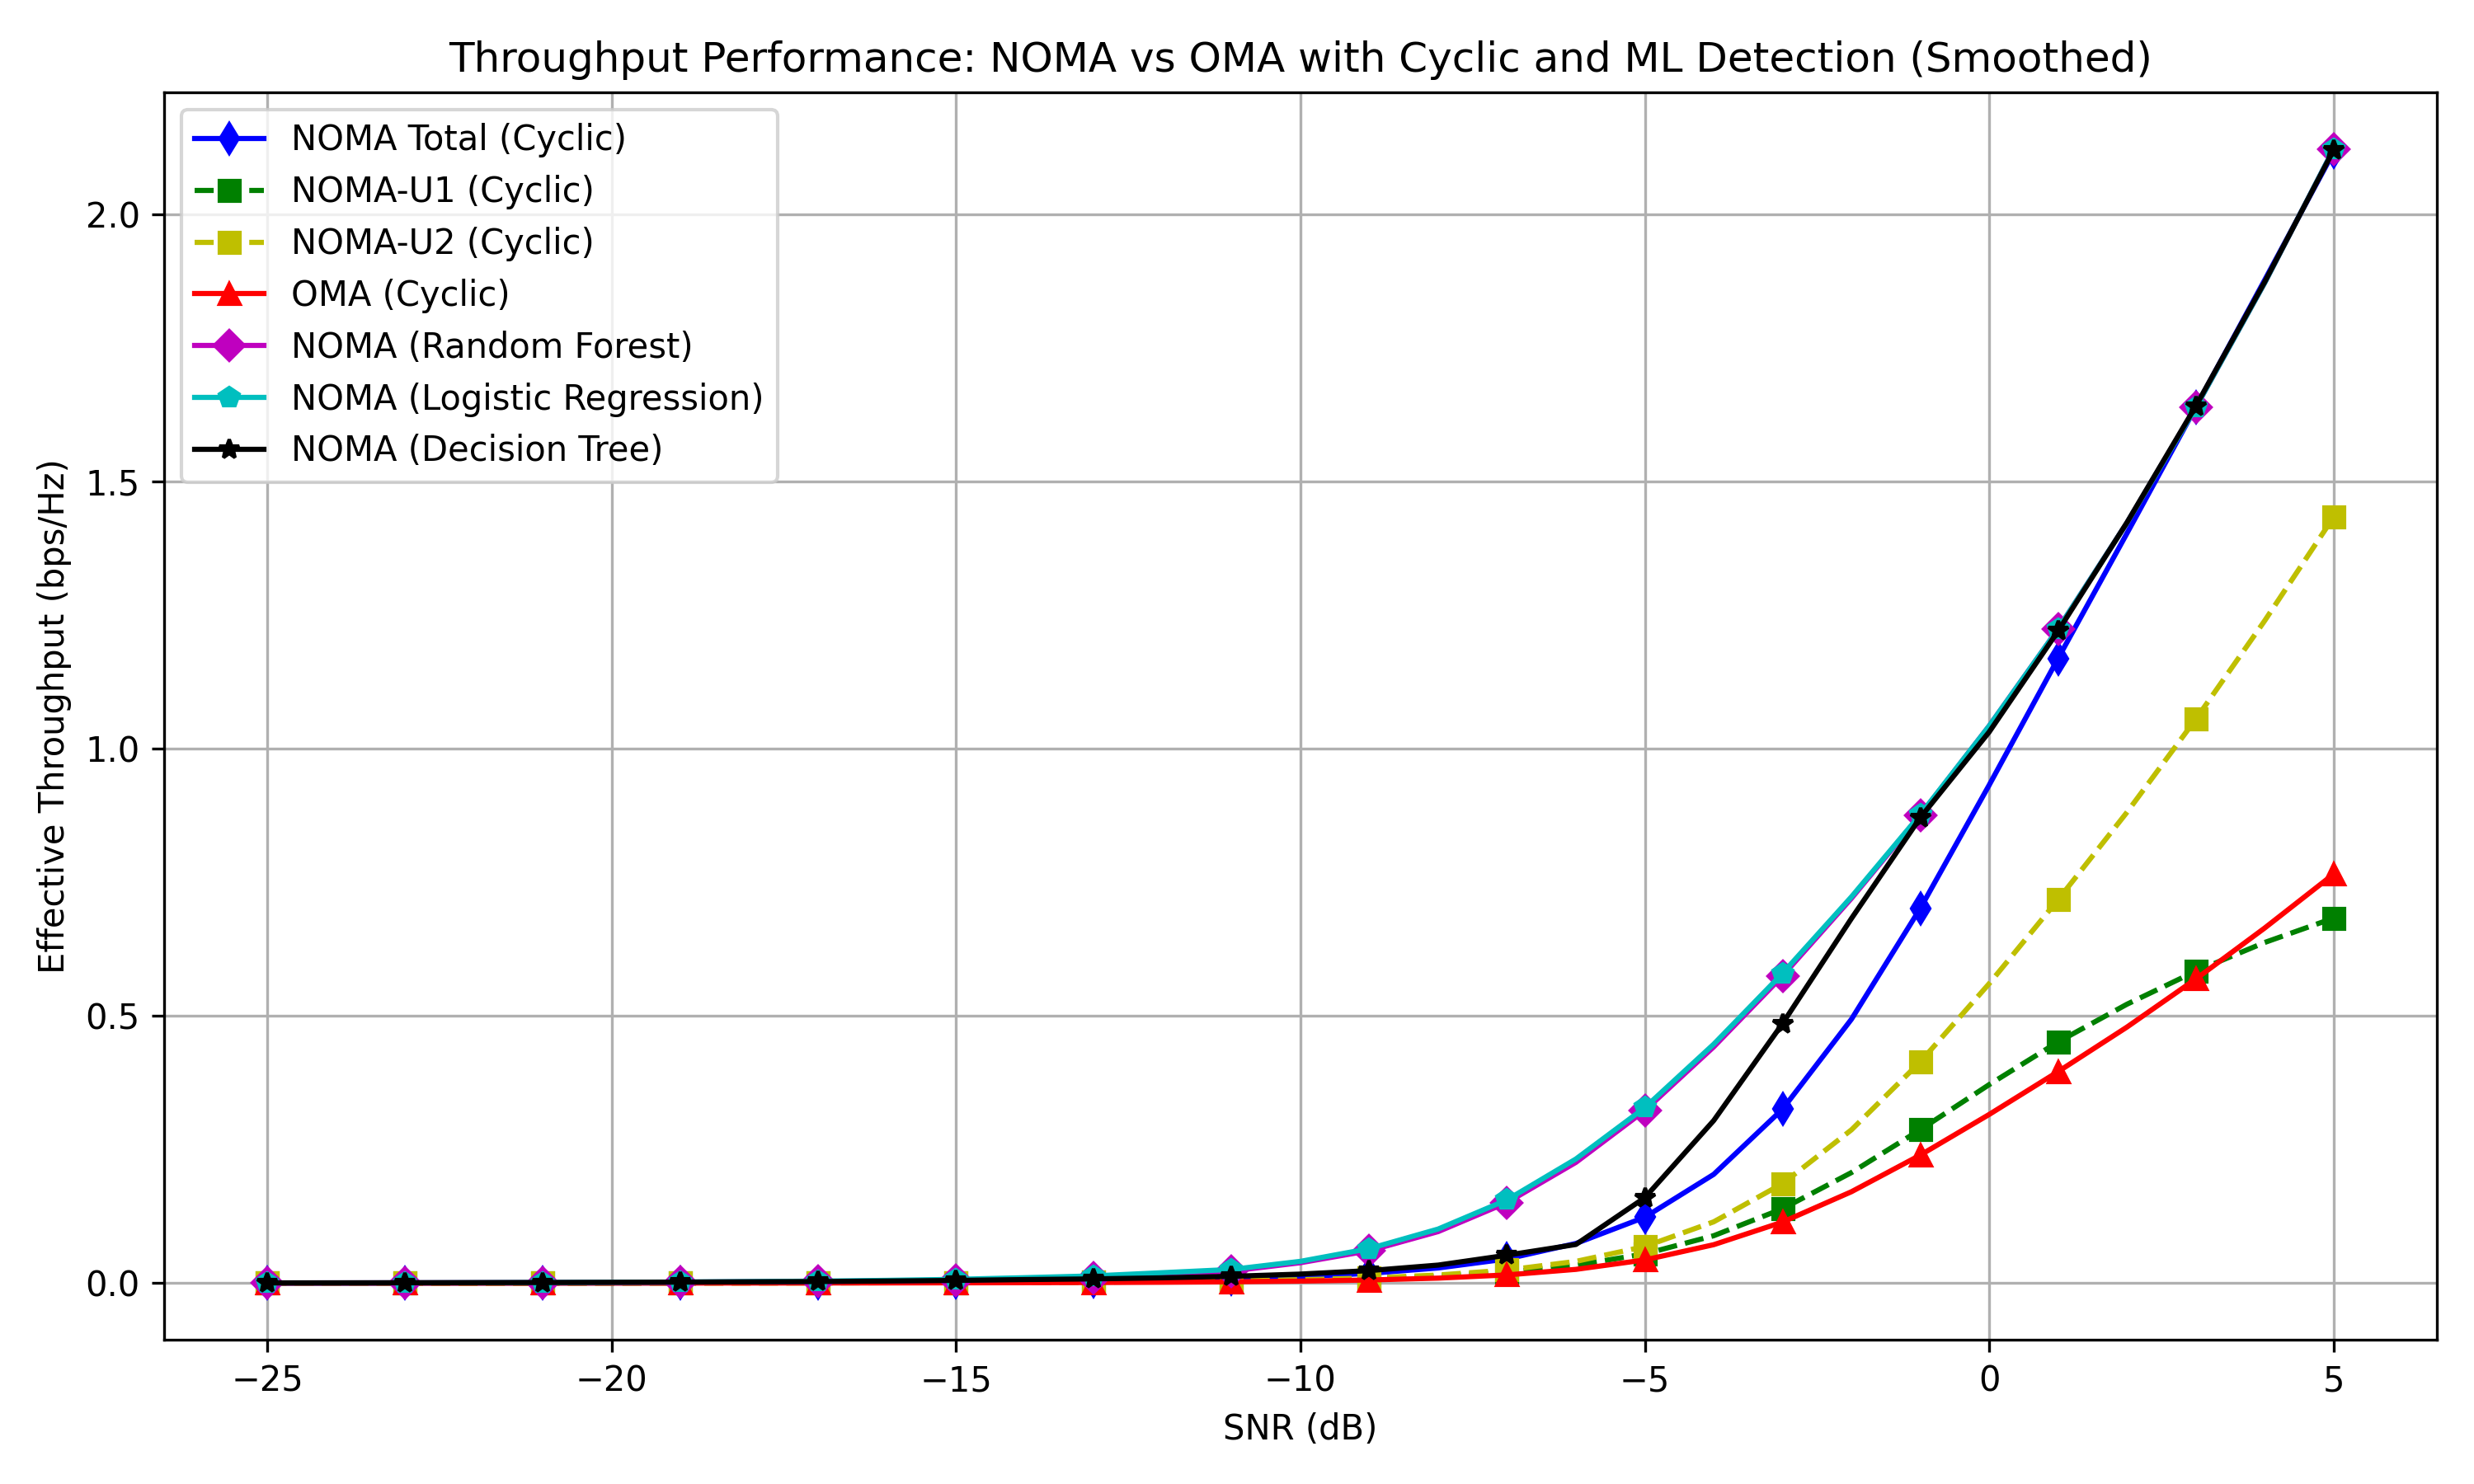 Throughput Performance: NOMA vs OMA with Cyclic and ML Detection (Smoothed)
NOMA Total (Cyclic)
NOMA-U1 (Cyclic)
NOMA-U2 (Cyclic)
OMA (Cyclic)
NOMA (Random Forest)
NOMA (Logistic Regression)
NOMA (Decision Tree)
Effective Throughput (bps/Hz)
2.0
1.5
1.0
0.5
0.0
−25
−20
−15
−10
−5
0
5
SNR (dB)